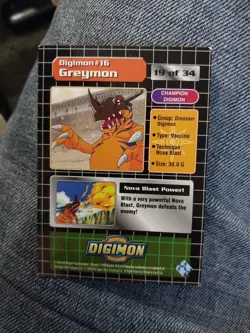 Digimon #16
Greymon
19 of 34
CHAMPION
DIGIMON
• Group: Dinosaur
Digimon
• Type: Vaccine
• Technique:
Nova Blast
• Size: 30.0 G
Nova Blast Power!
With a very powerful Nova
Blast, Greymon defeats the
enemy!
DIGIMON